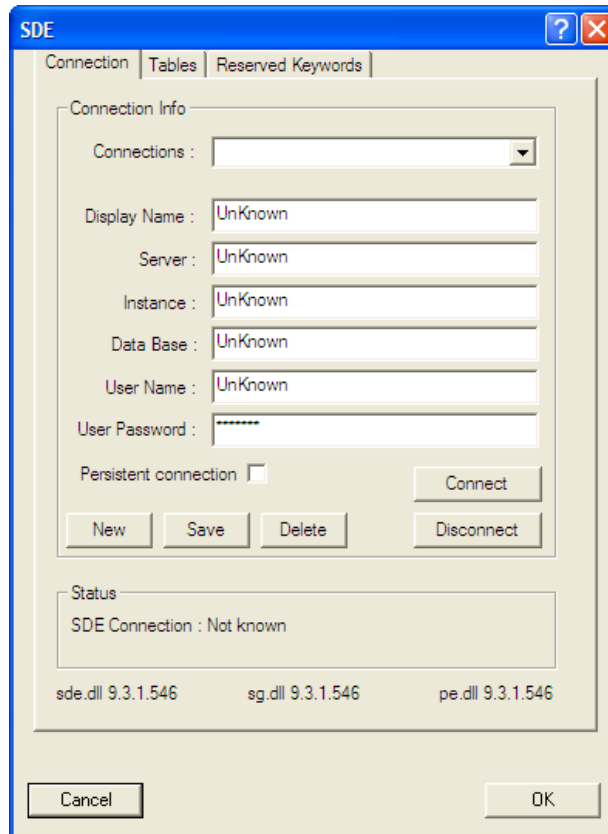 SDE
Connection Tables Reserved Keywords
Connection Info
Connections :
Display Name : UnKnown
Server : UnKnown
Instance : UnKnown
Data Base : UnKnown
User Name : UnKnown
User Password : *******
Persistent connection
Connect
New Save Delete Disconnect
Status
SDE Connection : Not known
sde.dll 9.3.1.546 sg.dll 9.3.1.546 pe.dll 9.3.1.546
Cancel OK